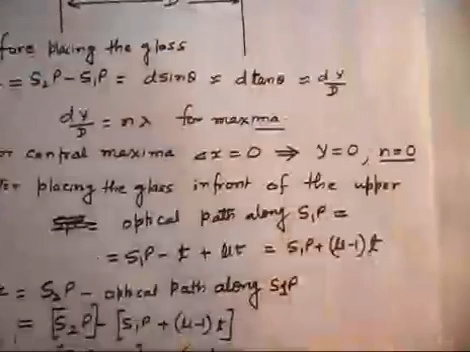 D
fore placing the glass
= S₂P - S₁P = d sinθ ≈ d tanθ ≈ dy/D
dy/D = nλ for maxima
or central maxima Δx = 0 ⇒ y=0, n=0
ter placing the glass infront of the upper
optical path along S₁P =
= S₁P - t + μt = S₁P + (μ-1)t
= S₂P - optical path along S₁P
= [S₂P] - [S₁P + (μ-1)t]